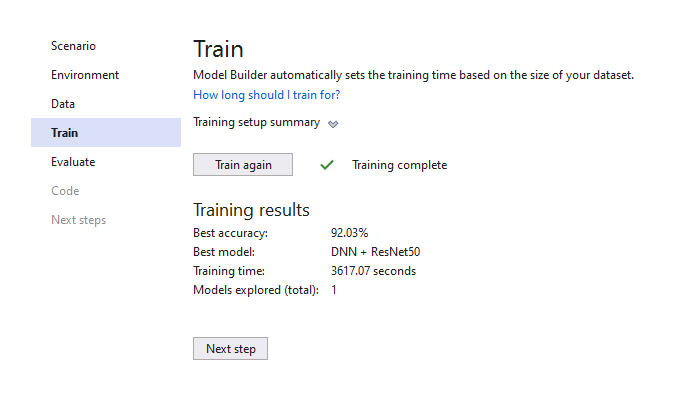 Scenario
Environment
Data
Train
Evaluate
Code
Next steps
Train
Model Builder automatically sets the training time based on the size of your dataset.
How long should I train for?
Training setup summary
Train again
Training complete
Training results
Best accuracy: 92.03%
Best model: DNN + ResNet50
Training time: 3617.07 seconds
Models explored (total): 1
Next step